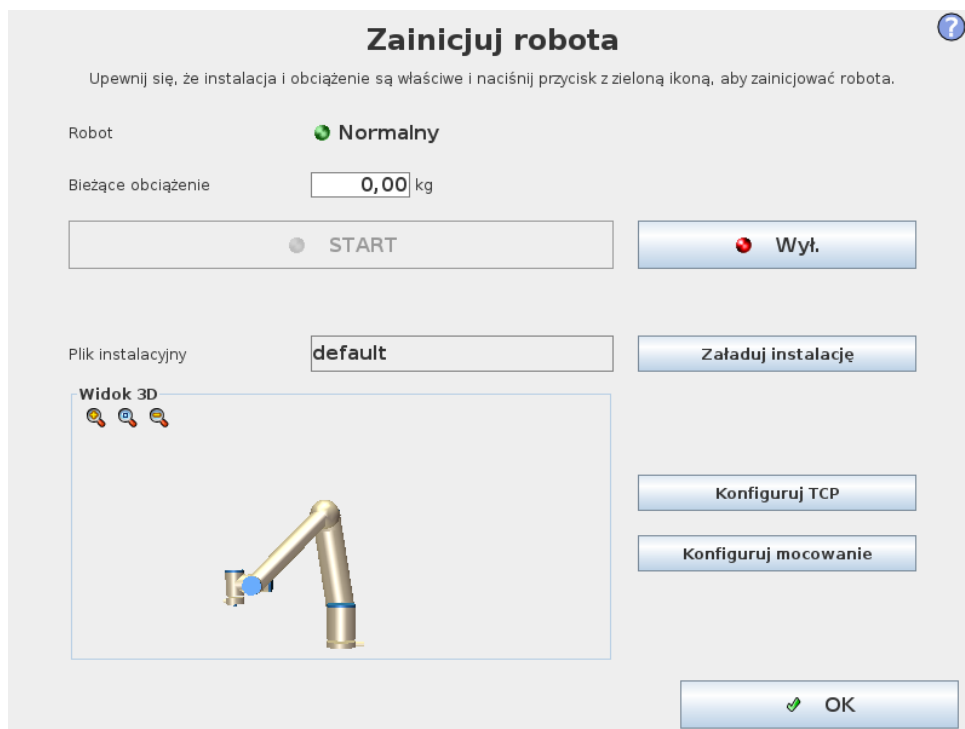 Zainicjuj robota
?
Upewnij się, że instalacja i obciążenie są właściwe i naciśnij przycisk z zieloną ikoną, aby zainicjować robota.
Robot Normalny
Bieżące obciążenie 0,00 kg
START Wył.
Plik instalacyjny default Załaduj instalację
Widok 3D
Konfiguruj TCP
Konfiguruj mocowanie
OK